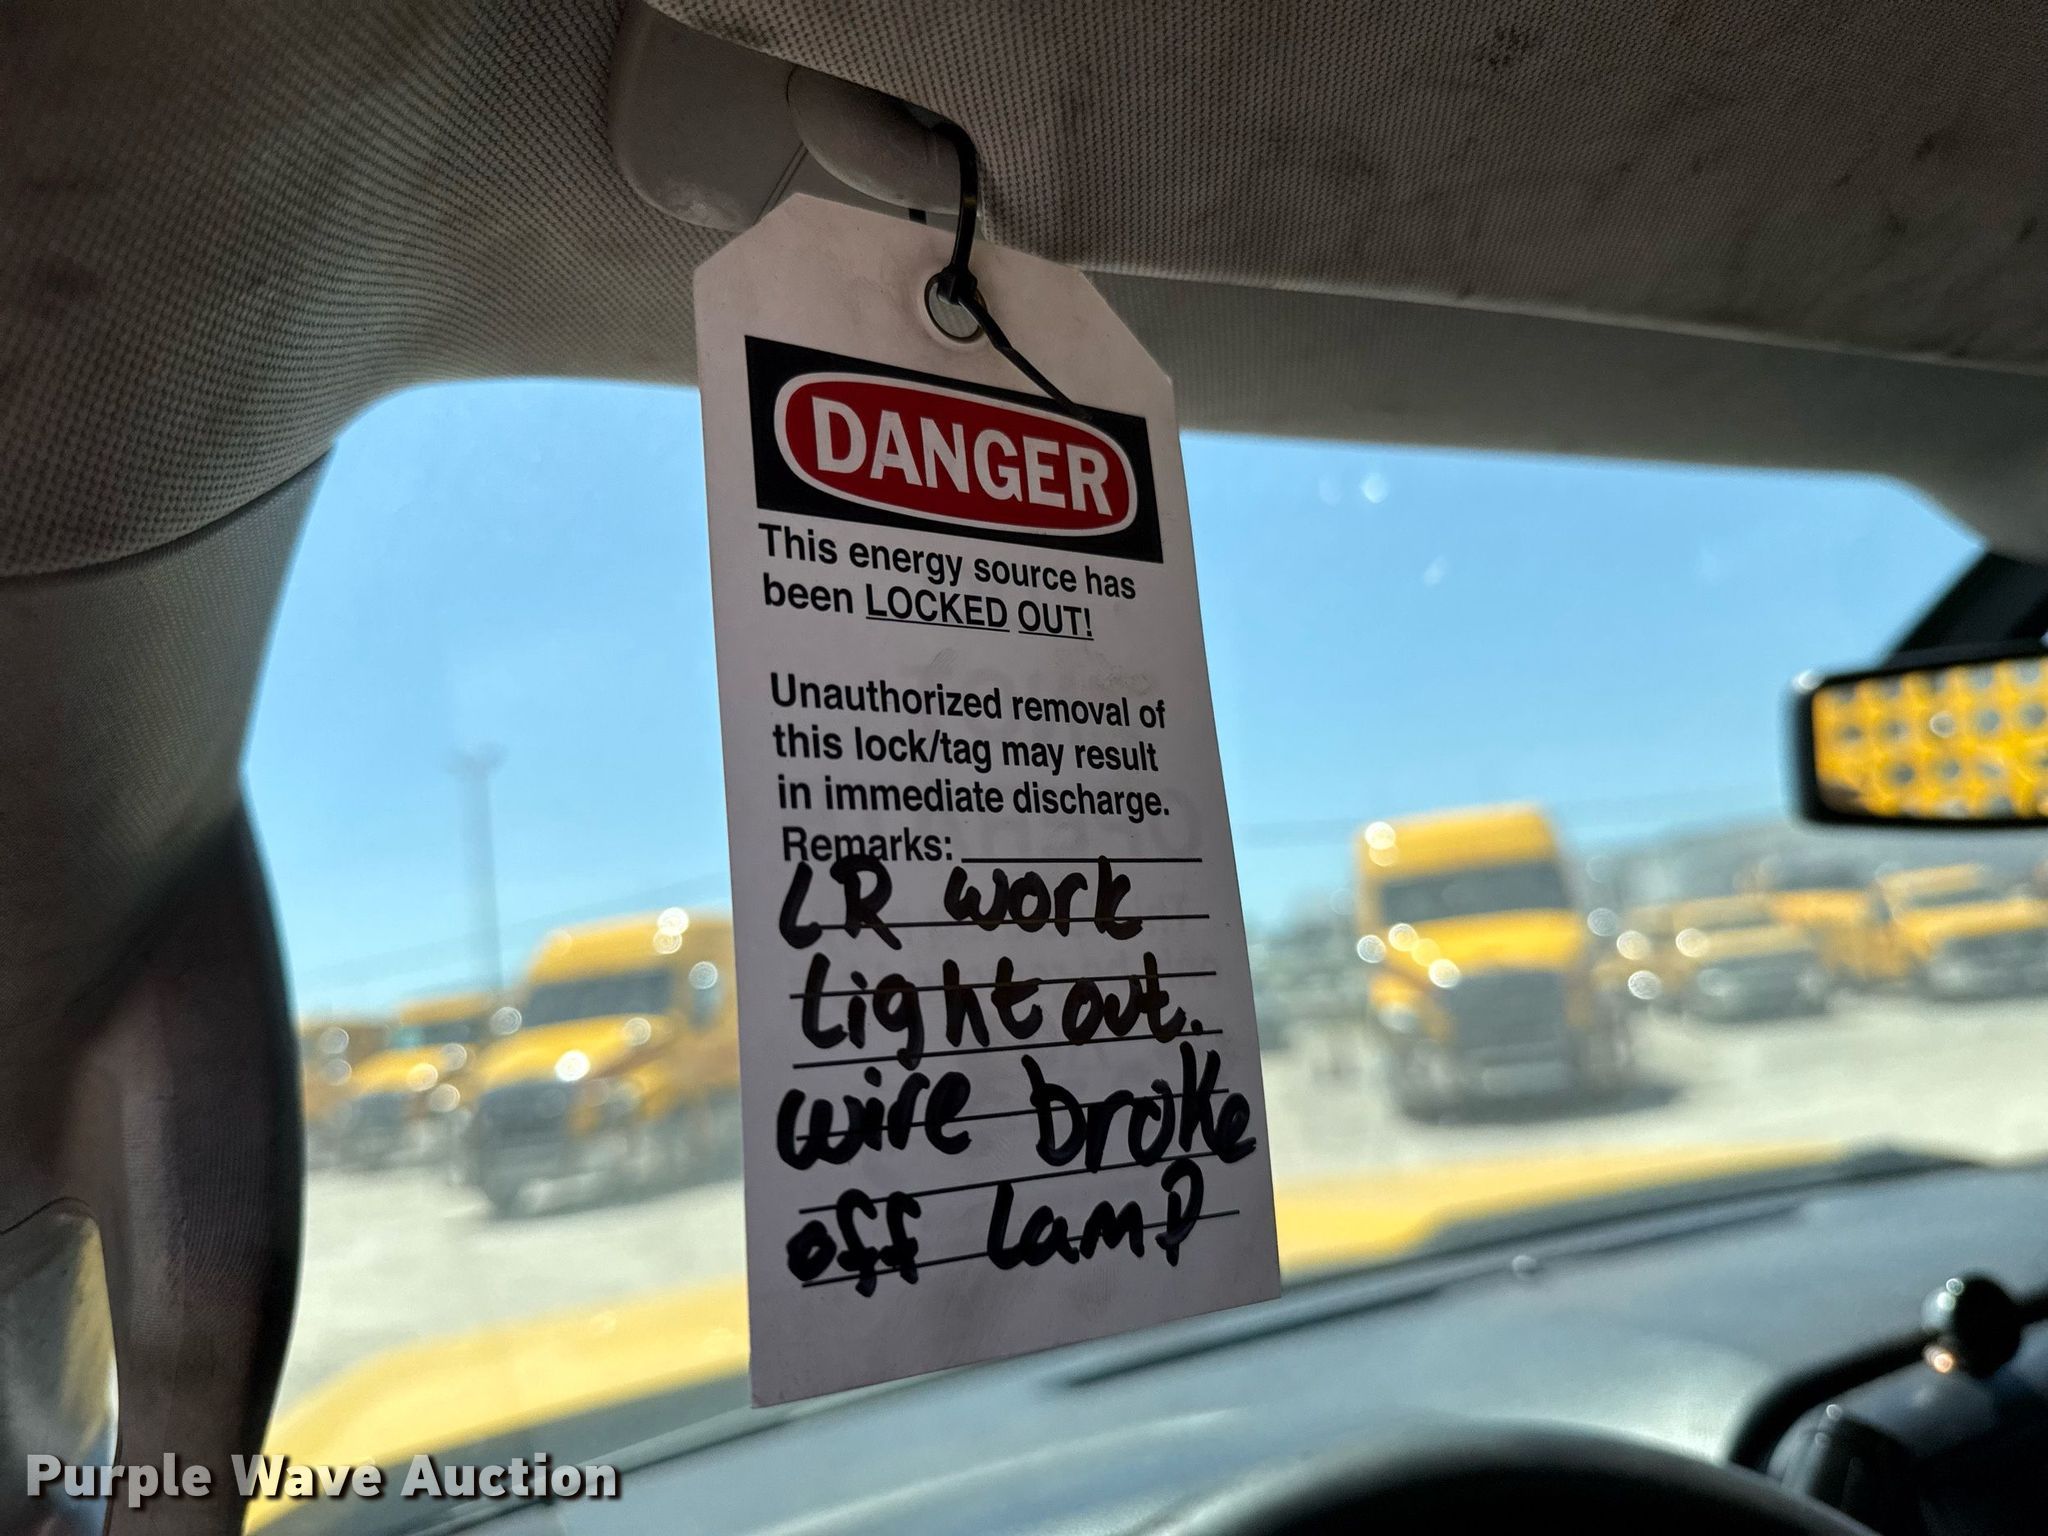 DANGER
This energy source has
been LOCKED OUT!
Unauthorized removal of
this lock/tag may result
in immediate discharge.
Remarks:
LR work
Light out.
wire broke
off Lamp
Purple Wave Auction